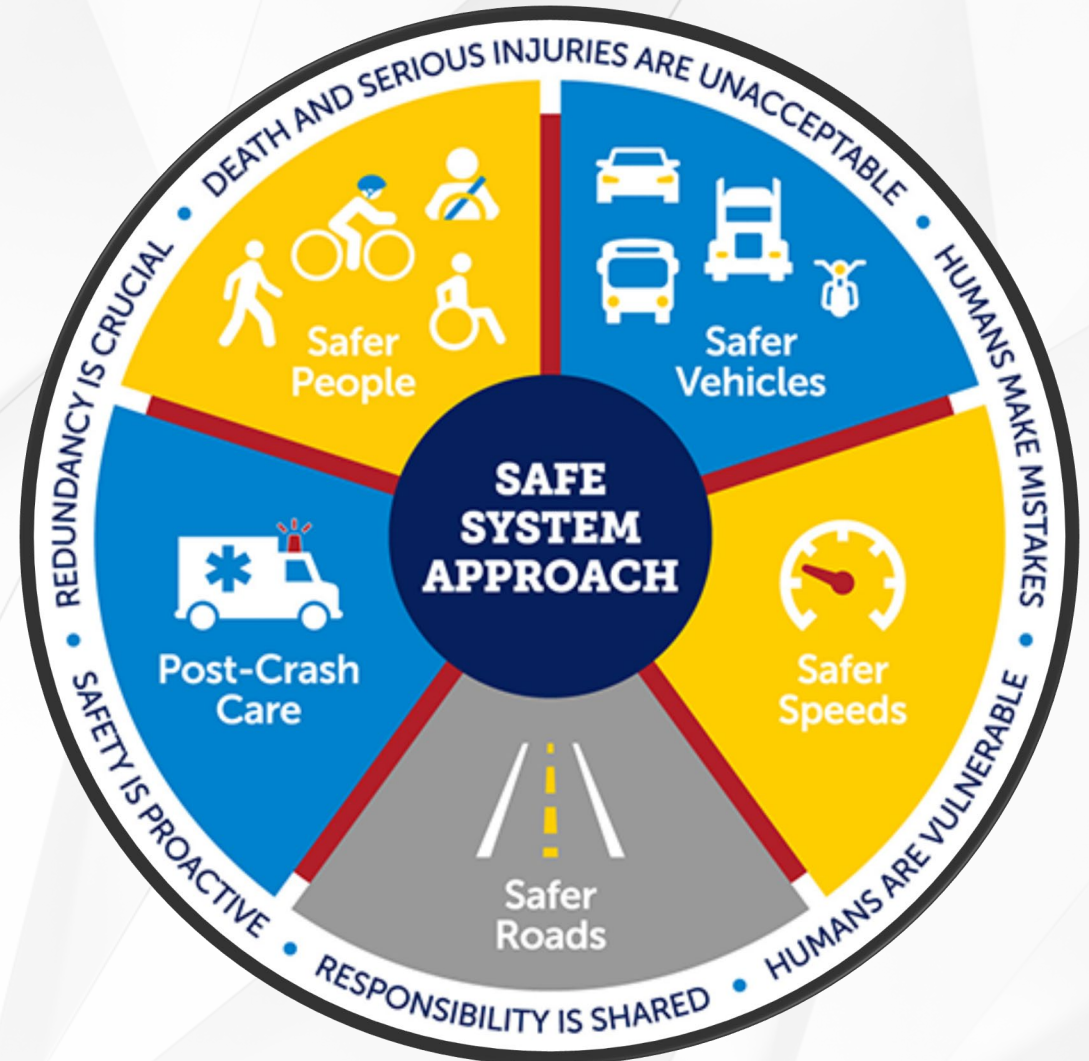 DEATH AND SERIOUS INJURIES ARE UNACCEPTABLE
HUMANS MAKE MISTAKES
HUMANS ARE VULNERABLE
RESPONSIBILITY IS SHARED
SAFETY IS PROACTIVE
REDUNDANCY IS CRUCIAL
Safer
People
Safer
Vehicles
SAFE
SYSTEM
APPROACH
Post-Crash
Care
Safer
Speeds
Safer
Roads